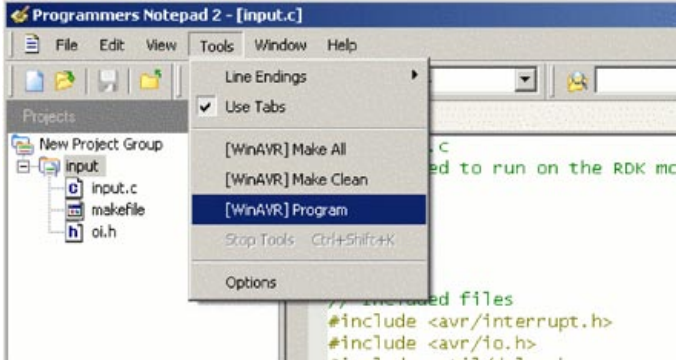 Programmers Notepad 2 - [input.c]
File Edit View Tools Window Help
Line Endings
Use Tabs
[WinAVR] Make All
[WinAVR] Make Clean
[WinAVR] Program
Stop Tools Ctrl+Shift+K
Options
Projects
New Project Group
input
input.c
makefile
oi.h
.c
ed to run on the RDK mo
// Included files
#include <avr/interrupt.h>
#include <avr/io.h>